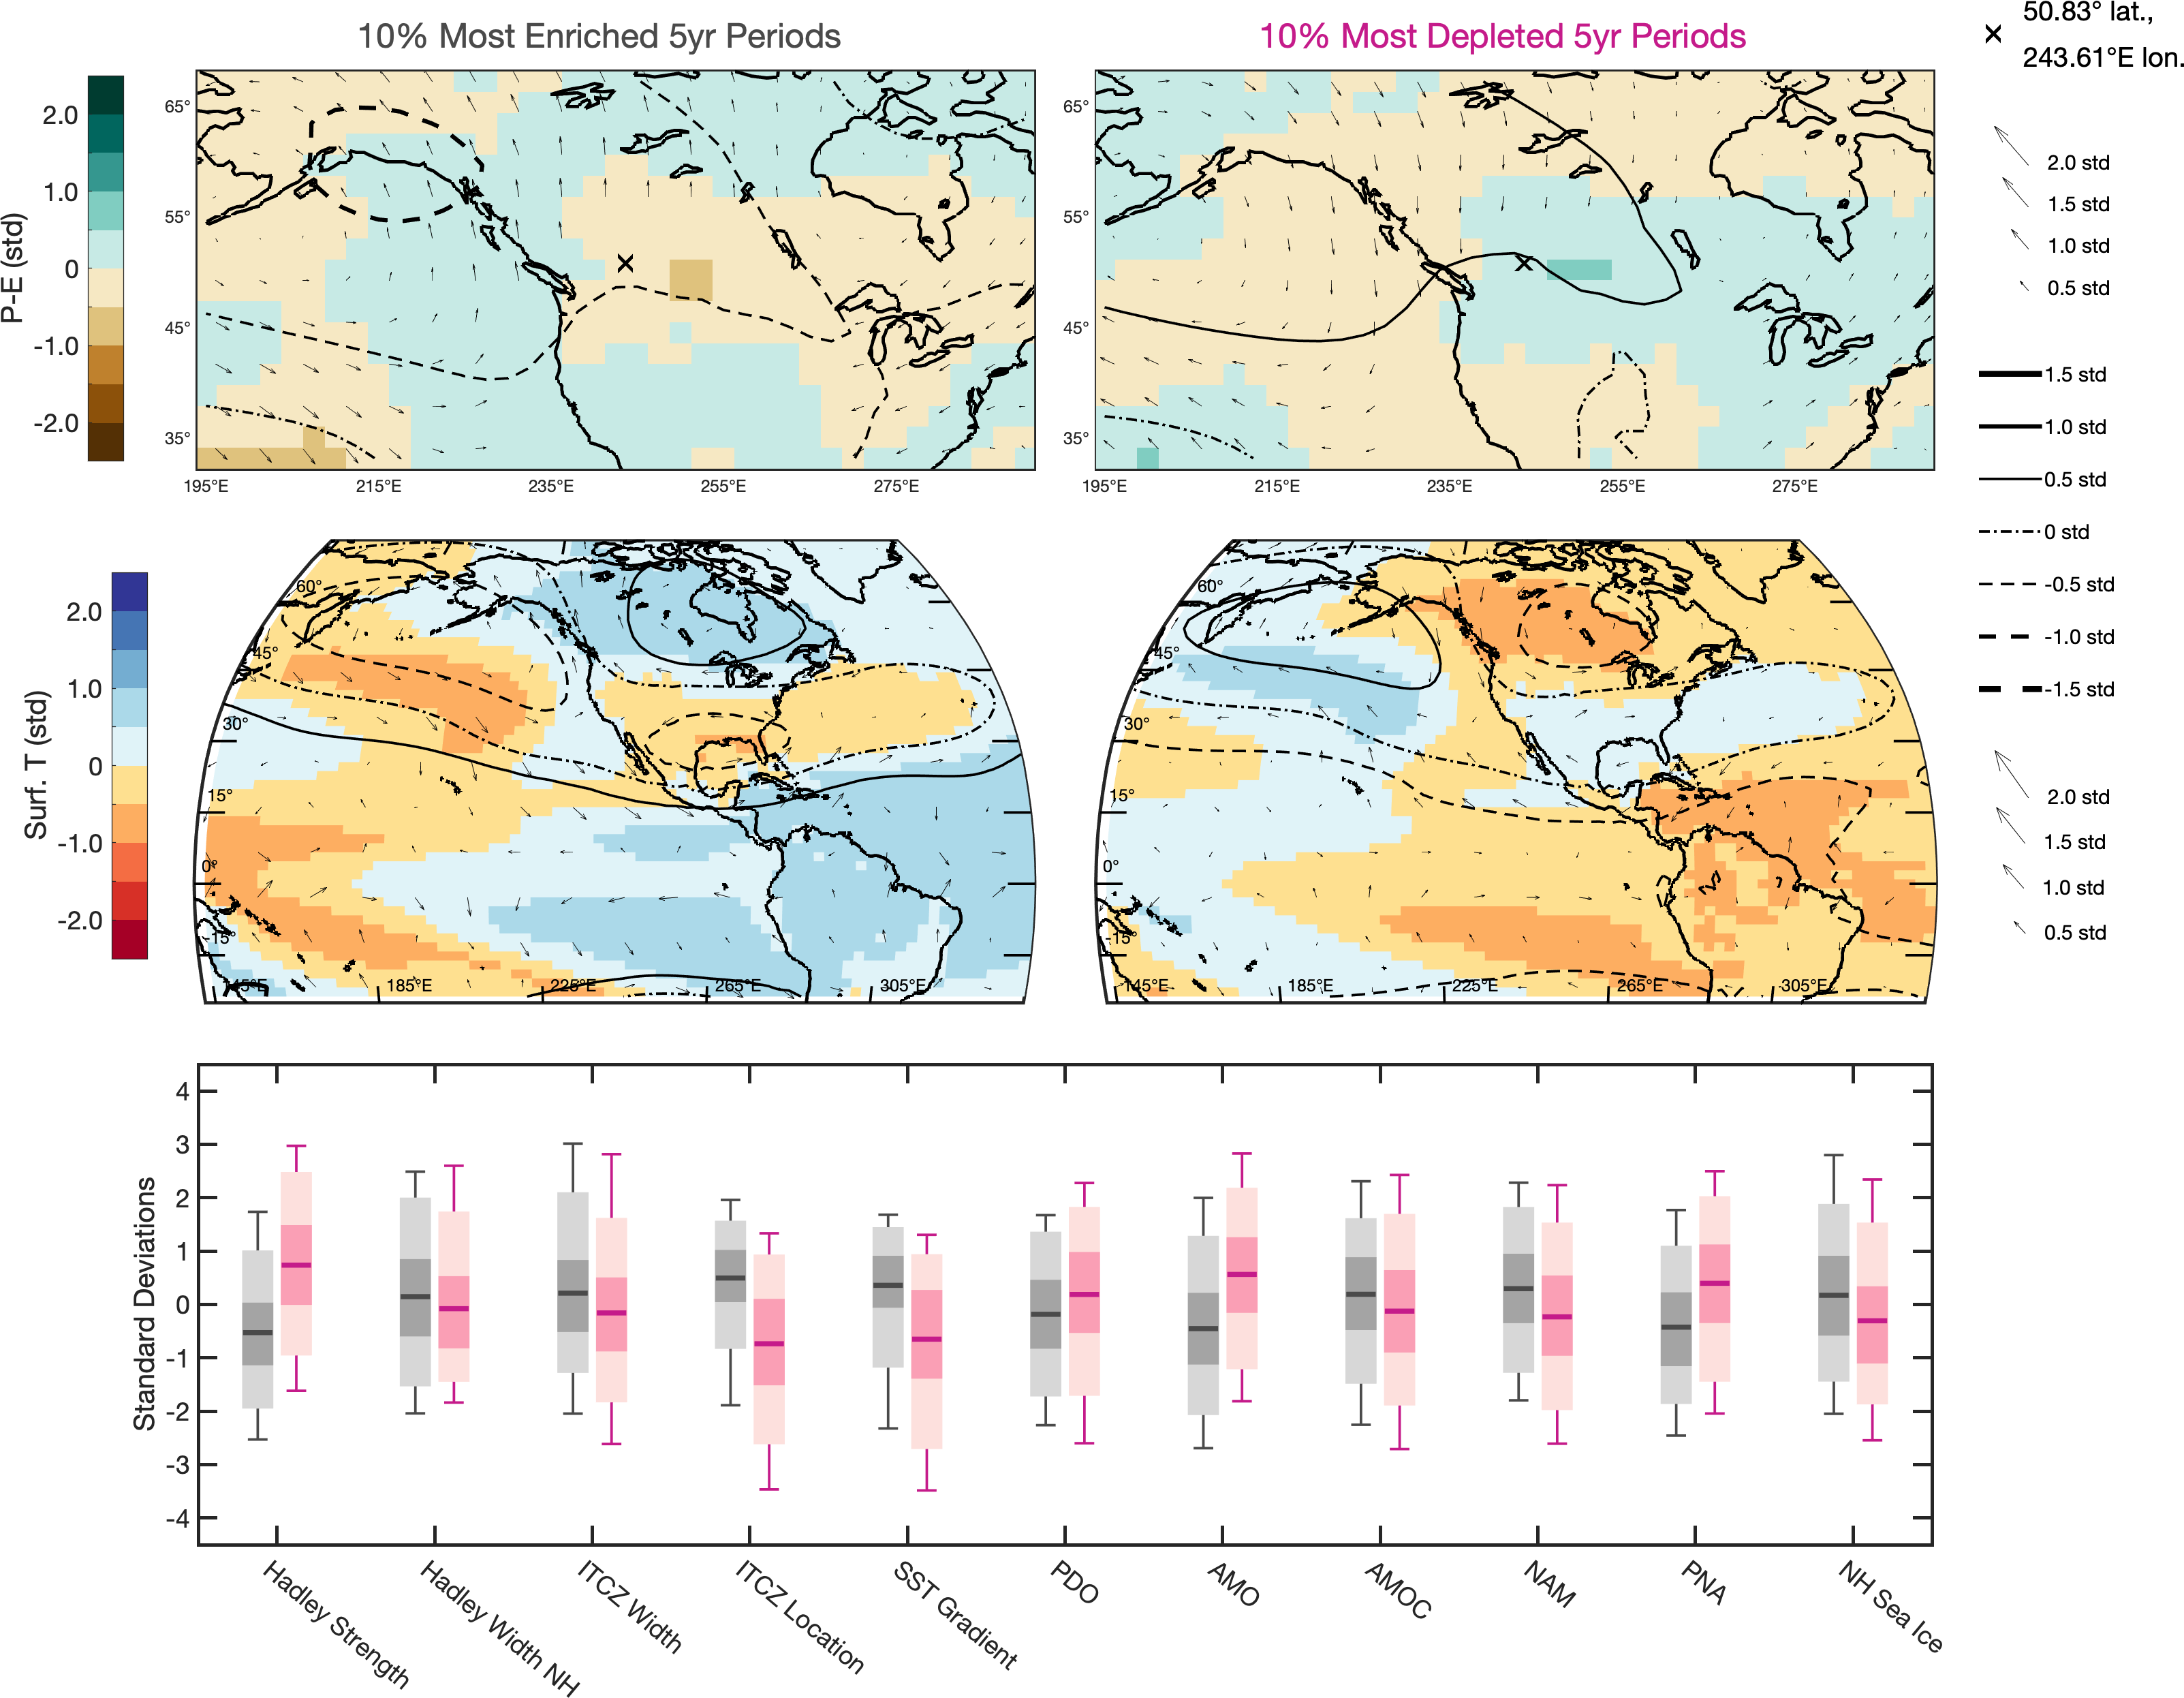 10% Most Enriched 5yr Periods
10% Most Depleted 5yr Periods
50.83° lat.,
243.61°E lon.
P-E (std)
2.0
1.0
0
-1.0
-2.0
65°
55°
45°
35°
195°E
215°E
235°E
255°E
275°E
65°
55°
45°
35°
195°E
215°E
235°E
255°E
275°E
2.0 std
1.5 std
1.0 std
0.5 std
1.5 std
1.0 std
0.5 std
0 std
-0.5 std
-1.0 std
-1.5 std
Surf. T (std)
2.0
1.0
0
-1.0
-2.0
60°
45°
30°
15°
0°
-15°
145°E
185°E
225°E
265°E
305°E
60°
45°
30°
15°
0°
-15°
145°E
185°E
225°E
265°E
305°E
2.0 std
1.5 std
1.0 std
0.5 std
Standard Deviations
4
3
2
1
0
-1
-2
-3
-4
Hadley Strength
Hadley Width NH
ITCZ Width
ITCZ Location
SST Gradient
PDO
AMO
AMOC
NAM
PNA
NH Sea Ice